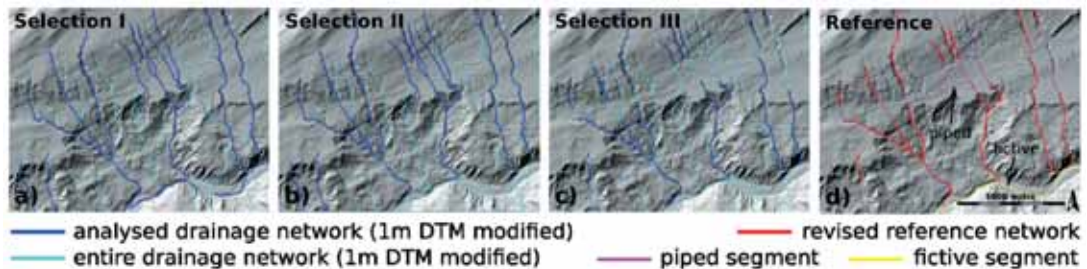 Selection I
Selection II
Selection III
Reference
piped
fictive
a)
b)
c)
d)
analysed drainage network (1m DTM modified)
revised reference network
entire drainage network (1m DTM modified)
piped segment
fictive segment